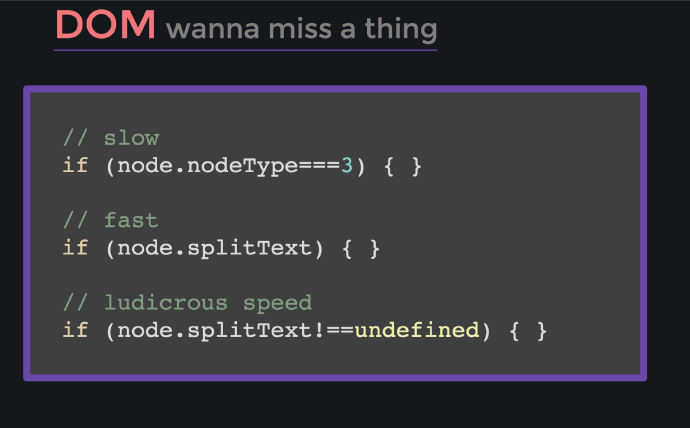 DOM wanna miss a thing
// slow
if (node.nodeType===3) { }
// fast
if (node.splitText) { }
// ludicrous speed
if (node.splitText!==undefined) { }